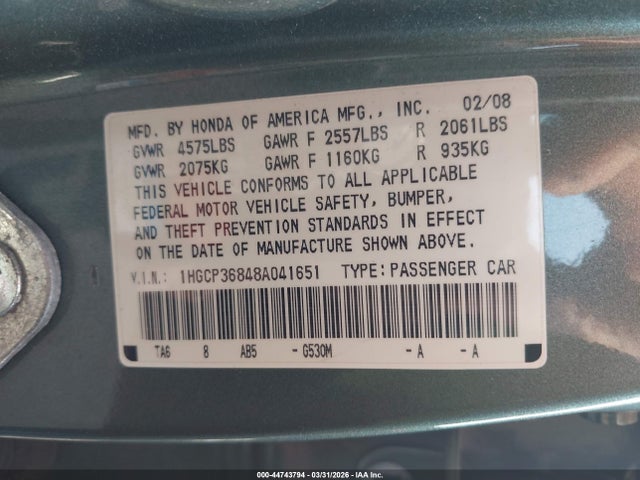 MFD. BY HONDA OF AMERICA MFG., INC. 02/08
GVWR 4575LBS GAWR F 2557LBS R 2061LBS
GVWR 2075KG GAWR F 1160KG R 935KG
THIS VEHICLE CONFORMS TO ALL APPLICABLE
FEDERAL MOTOR VEHICLE SAFETY, BUMPER,
AND THEFT PREVENTION STANDARDS IN EFFECT
ON THE DATE OF MANUFACTURE SHOWN ABOVE.
V.I.N.: 1HGCP36848A041651 TYPE: PASSENGER CAR
TA6 8 AB5 - G530M - A - A
000-44743794 - 03/31/2026 - IAA Inc.